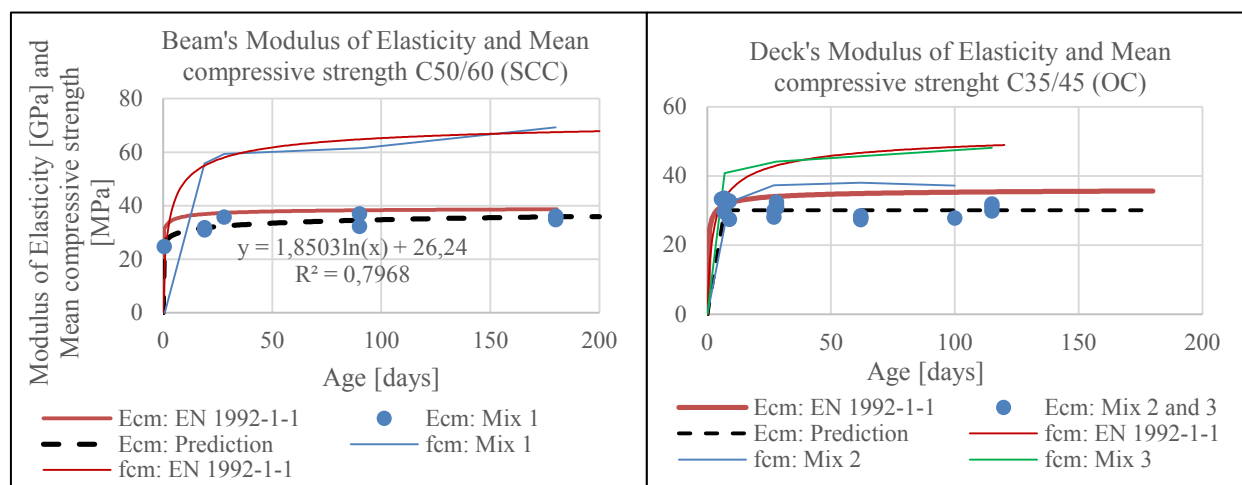 Beam's Modulus of Elasticity and Mean
compressive strength C50/60 (SCC)
Modulus of Elasticity [GPa] and
Mean compressive strength
[MPa]
80
60
40
20
0
y = 1,8503ln(x) + 26,24
R² = 0,7968
0 50 100 150 200
Age [days]
Ecm: EN 1992-1-1 Ecm: Mix 1
Ecm: Prediction fcm: Mix 1
fcm: EN 1992-1-1
Deck's Modulus of Elasticity and Mean
compressive strenght C35/45 (OC)
60
40
20
0
0 50 100 150 200
Age [days]
Ecm: EN 1992-1-1 Ecm: Mix 2 and 3
Ecm: Prediction fcm: EN 1992-1-1
fcm: Mix 2 fcm: Mix 3